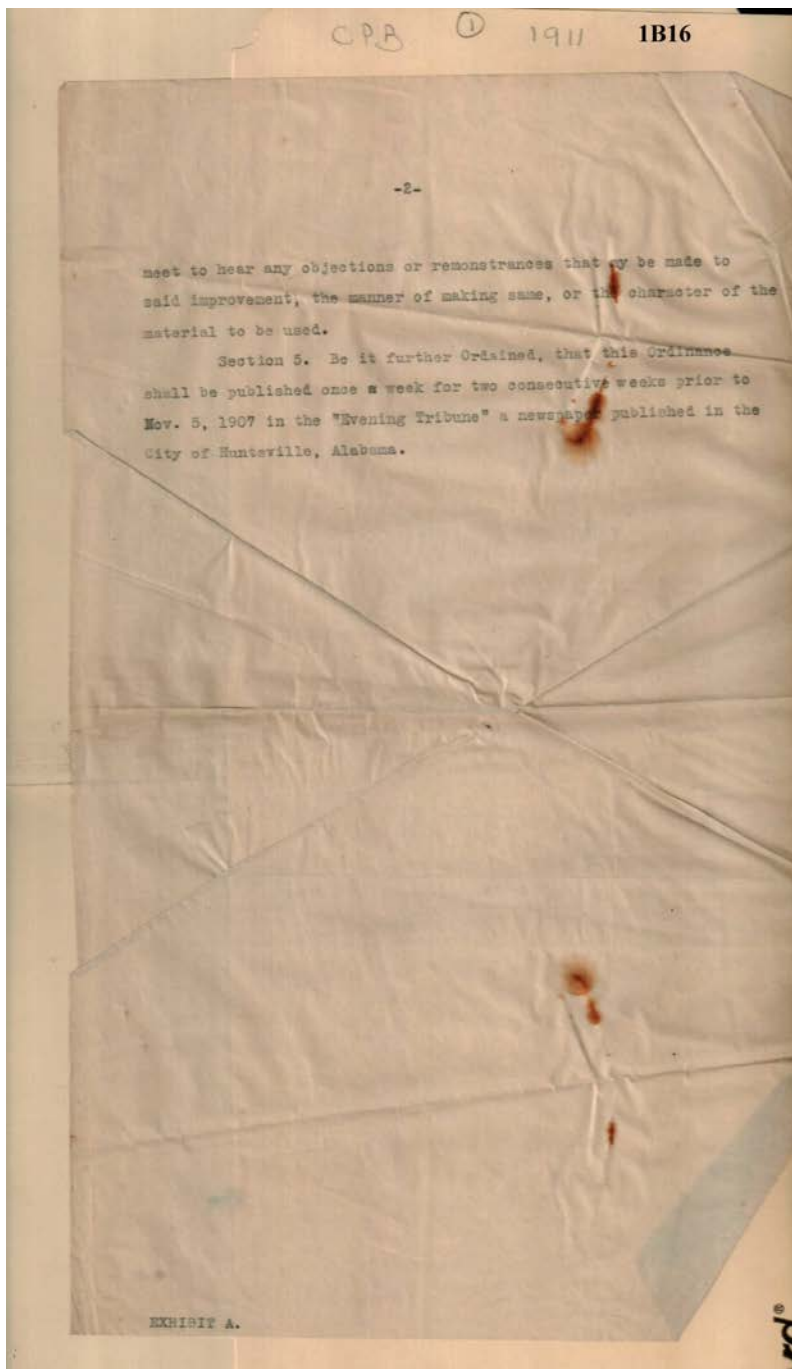 CPB ① 1911 1B16
-2-
meet to hear any objections or remonstrances that ay be made to
said improvement, the manner of making same, or the character of the
material to be used.
Section 5. Be it further Ordained, that this Ordinance
shall be published once a week for two consecutive weeks prior to
Nov. 5, 1907 in the "Evening Tribune" a newspaper published in the
City of Huntsville, Alabama.
EXHIBIT A.